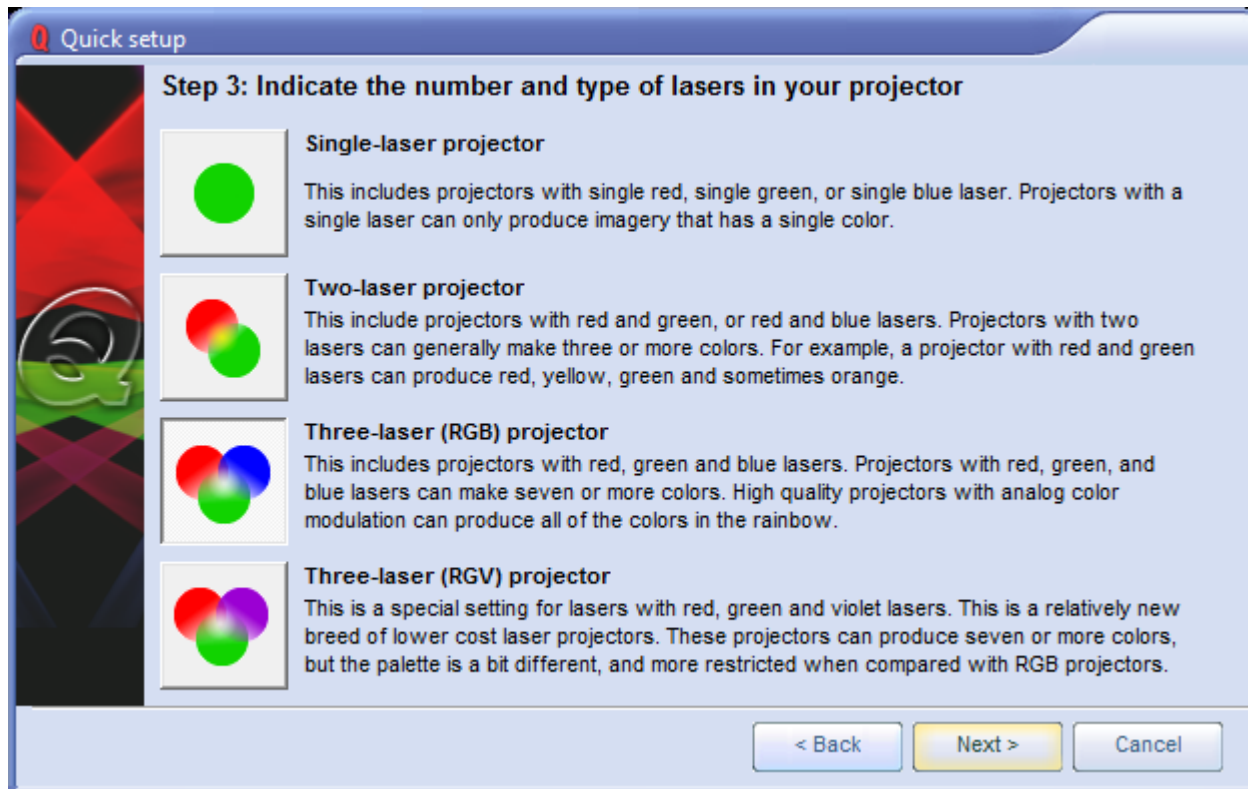 Quick setup
Step 3: Indicate the number and type of lasers in your projector
Single-laser projector
This includes projectors with single red, single green, or single blue laser. Projectors with a
single laser can only produce imagery that has a single color.
Two-laser projector
This include projectors with red and green, or red and blue lasers. Projectors with two
lasers can generally make three or more colors. For example, a projector with red and green
lasers can produce red, yellow, green and sometimes orange.
Three-laser (RGB) projector
This includes projectors with red, green and blue lasers. Projectors with red, green, and
blue lasers can make seven or more colors. High quality projectors with analog color
modulation can produce all of the colors in the rainbow.
Three-laser (RGV) projector
This is a special setting for lasers with red, green and violet lasers. This is a relatively new
breed of lower cost laser projectors. These projectors can produce seven or more colors,
but the palette is a bit different, and more restricted when compared with RGB projectors.
Q
< Back Next > Cancel